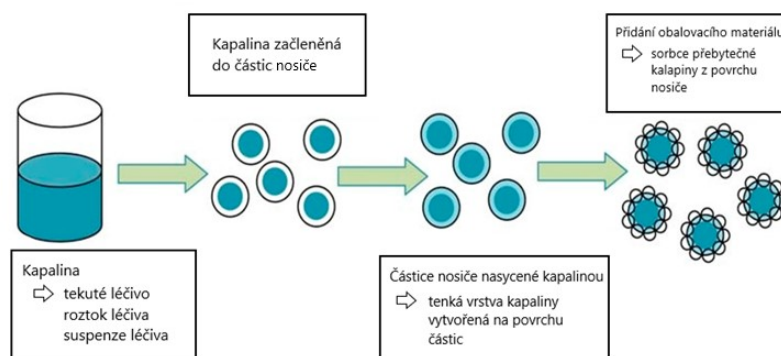 Kapalina začleněná
do částic nosiče
Přidání obalovacího materiálu
sorbce přebytečné
kalapiny z povrchu
nosiče
Kapalina
tekuté léčivo
roztok léčiva
suspenze léčiva
Částice nosiče nasycené kapalinou
tenká vrstva kapaliny
vytvořená na povrchu
částic